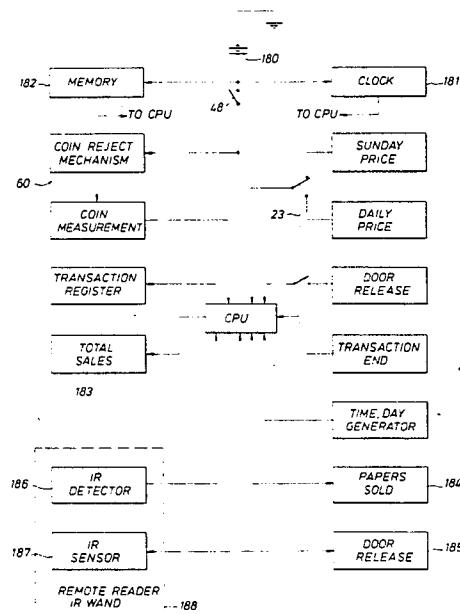 180
182
MEMORY
CLOCK
181
TO CPU
48
TO CPU
COIN REJECT
MECHANISM
SUNDAY
PRICE
60
COIN
MEASUREMENT
23
DAILY
PRICE
TRANSACTION
REGISTER
DOOR
RELEASE
CPU
TOTAL
SALES
TRANSACTION
END
183
TIME, DAY
GENERATOR
186
IR
DETECTOR
PAPERS
SOLD
184
187
IR
SENSOR
DOOR
RELEASE
185
REMOTE READER
IR WAND
188